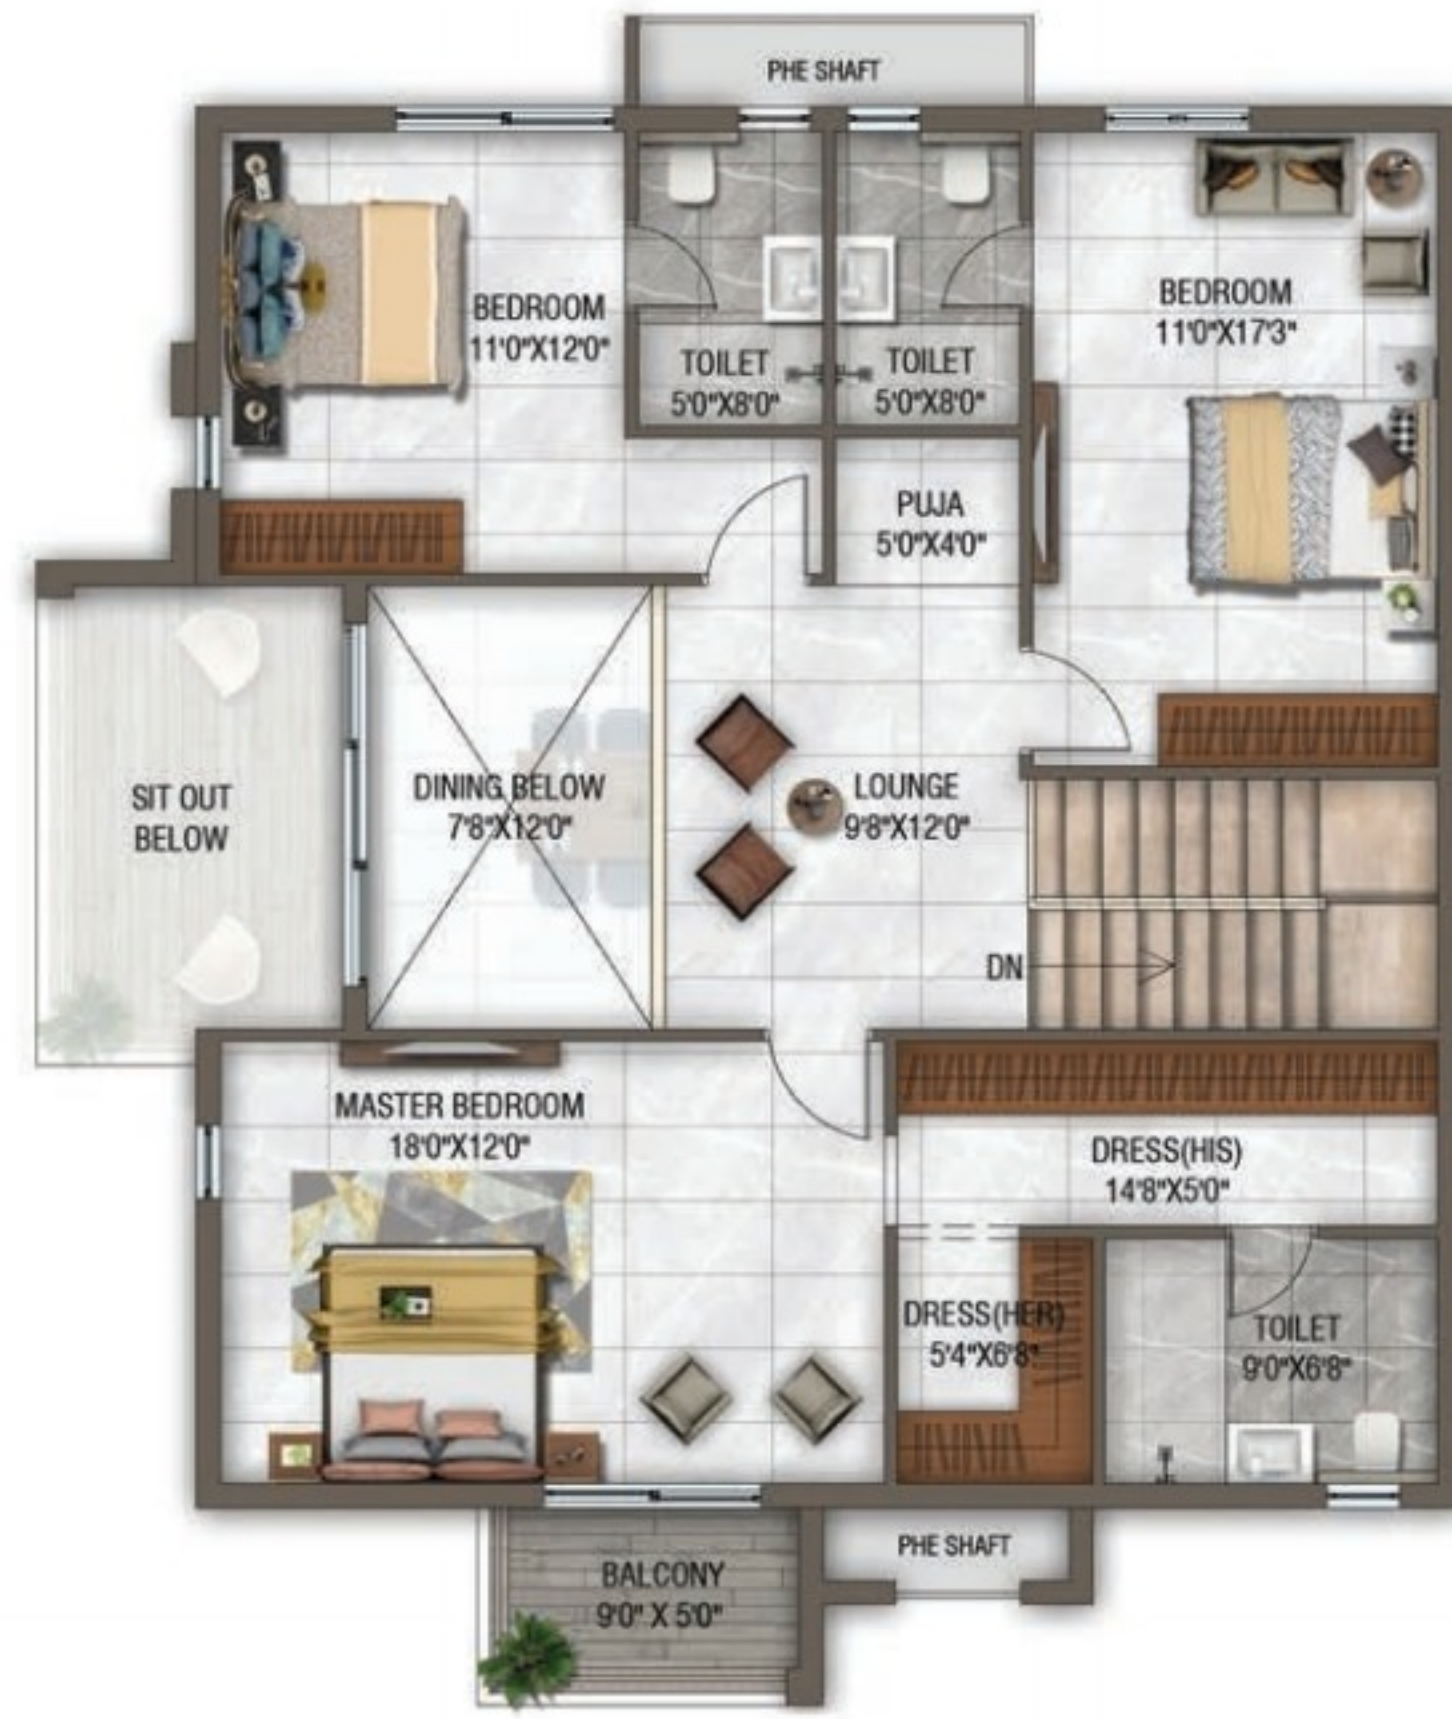 PHE SHAFT
BEDROOM
11'0"X12'0"
TOILET
5'0"X8'0"
TOILET
5'0"X8'0"
BEDROOM
11'0"X17'3"
PUJA
5'0"X4'0"
SIT OUT
BELOW
DINING BELOW
7'8"X12'0"
LOUNGE
9'8"X12'0"
DN
MASTER BEDROOM
18'0"X12'0"
DRESS(HIS)
14'8"X5'0"
DRESS(HER)
5'4"X6'8"
TOILET
9'0"X6'8"
BALCONY
9'0" X 5'0"
PHE SHAFT